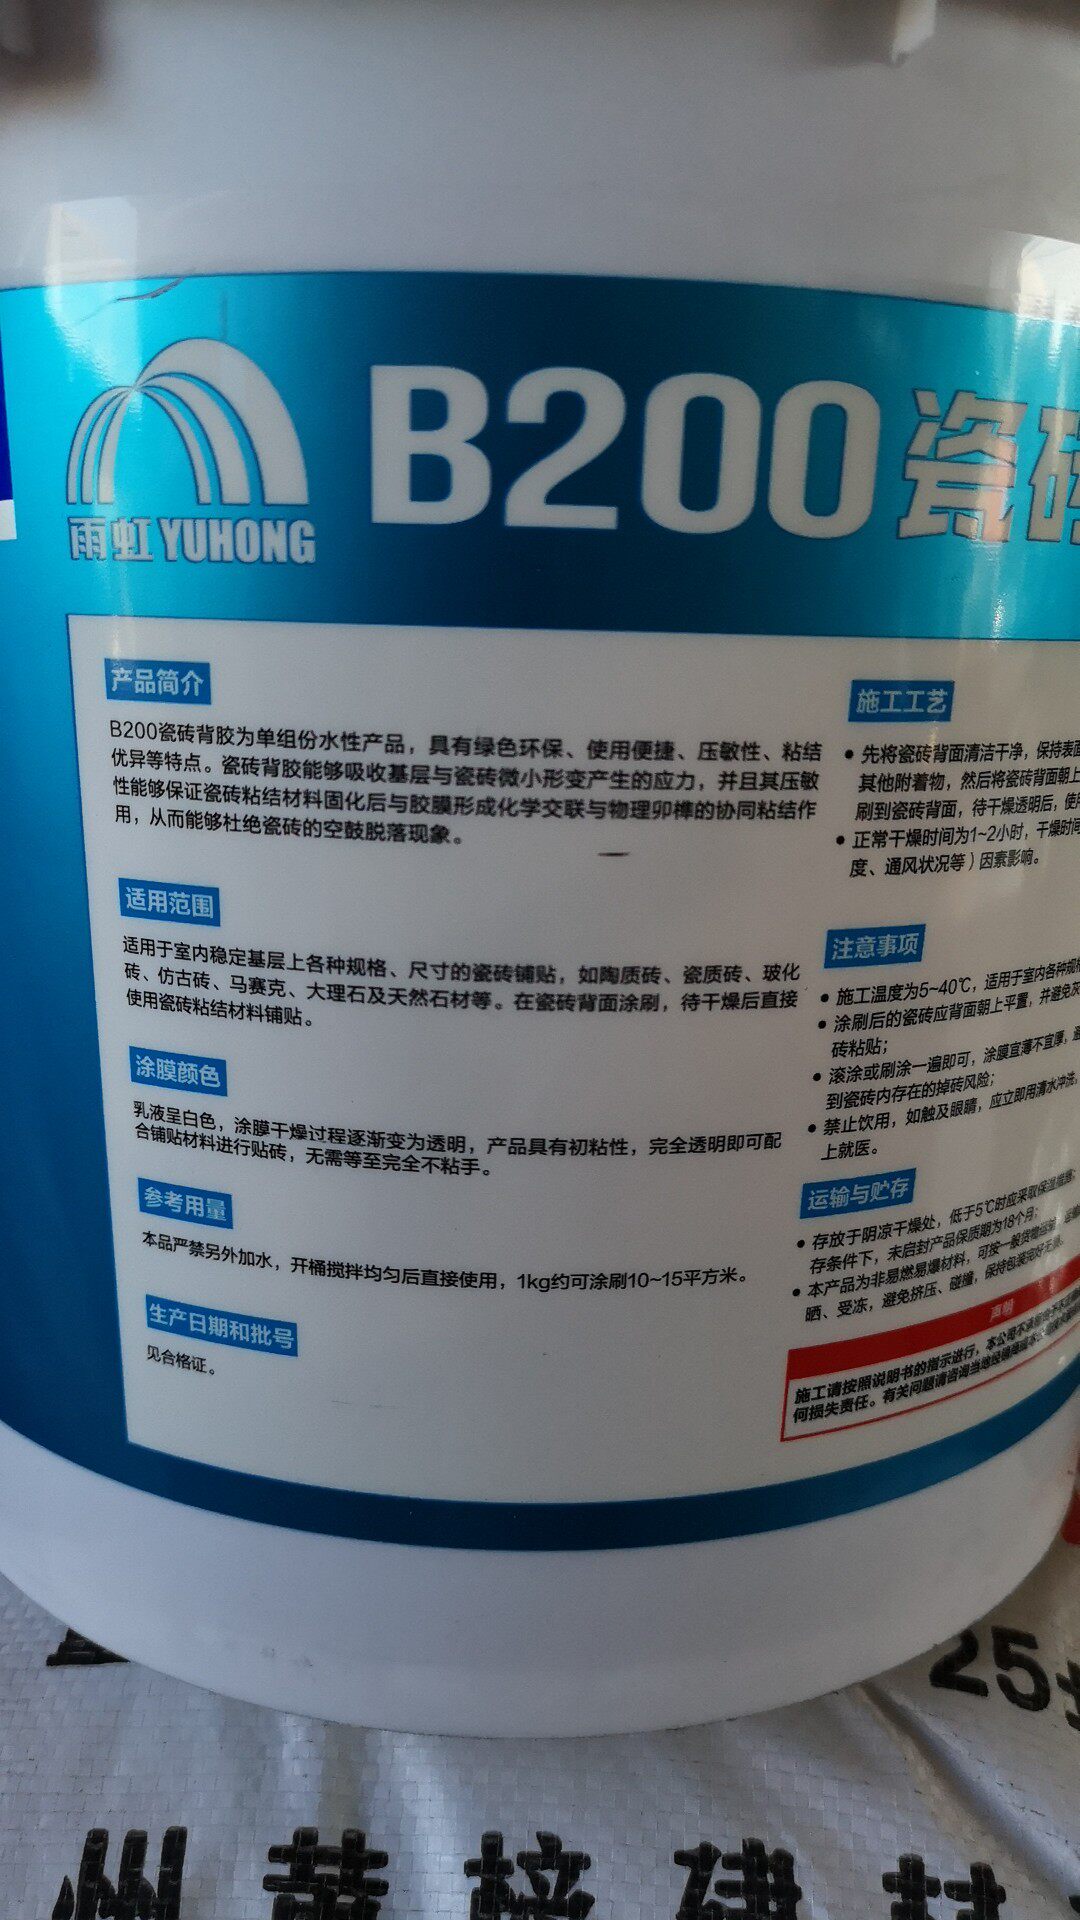 雨虹 YUHONG
B200瓷砖
产品简介
B200瓷砖背胶为单组份水性产品，具有绿色环保、使用便捷、压敏性、粘结
优异等特点。瓷砖背胶能够吸收基层与瓷砖微小形变产生的应力，并且其压敏
性能够保证瓷砖粘结材料固化后与胶膜形成化学交联与物理卯榫的协同粘结作
用，从而能够杜绝瓷砖的空鼓脱落现象。
适用范围
适用于室内稳定基层上各种规格、尺寸的瓷砖铺贴，如陶质砖、瓷质砖、玻化
砖、仿古砖、马赛克、大理石及天然石材等。在瓷砖背面涂刷，待干燥后直接
使用瓷砖粘结材料铺贴。
涂膜颜色
乳液呈白色，涂膜干燥过程逐渐变为透明，产品具有初粘性，完全透明即可配
合铺贴材料进行贴砖，无需等至完全不粘手。
参考用量
本品严禁另外加水，开桶搅拌均匀后直接使用，1kg约可涂刷10~15平方米。
生产日期和批号
见合格证。
施工工艺
• 先将瓷砖背面清洁干净，保持表面
其他附着物，然后将瓷砖背面朝上
刷到瓷砖背面，待干燥透明后，使用
• 正常干燥时间为1~2小时，干燥时间
度、通风状况等）因素影响。
注意事项
• 施工温度为5~40℃，适用于室内各种规格
• 涂刷后的瓷砖应背面朝上平置，并避免灰
砖粘贴；
• 滚涂或刷涂一遍即可，涂膜宜薄不宜厚，避
到瓷砖内存在的掉砖风险；
• 禁止饮用，如触及眼睛，应立即用清水冲洗，
上就医。
运输与贮存
• 存放于阴凉干燥处，低于5℃时应采取保温措施；
存条件下，未启封产品保质期为18个月；
• 本产品为非易燃易爆材料，可按一般货物运输，运输
晒、受冻，避免挤压、碰撞，保持包装完好无损。
声明
施工请按照说明书的指示进行，本公司不承担
何损失责任。有关问题请咨询当地经销商或本公司
25
州黄 建材